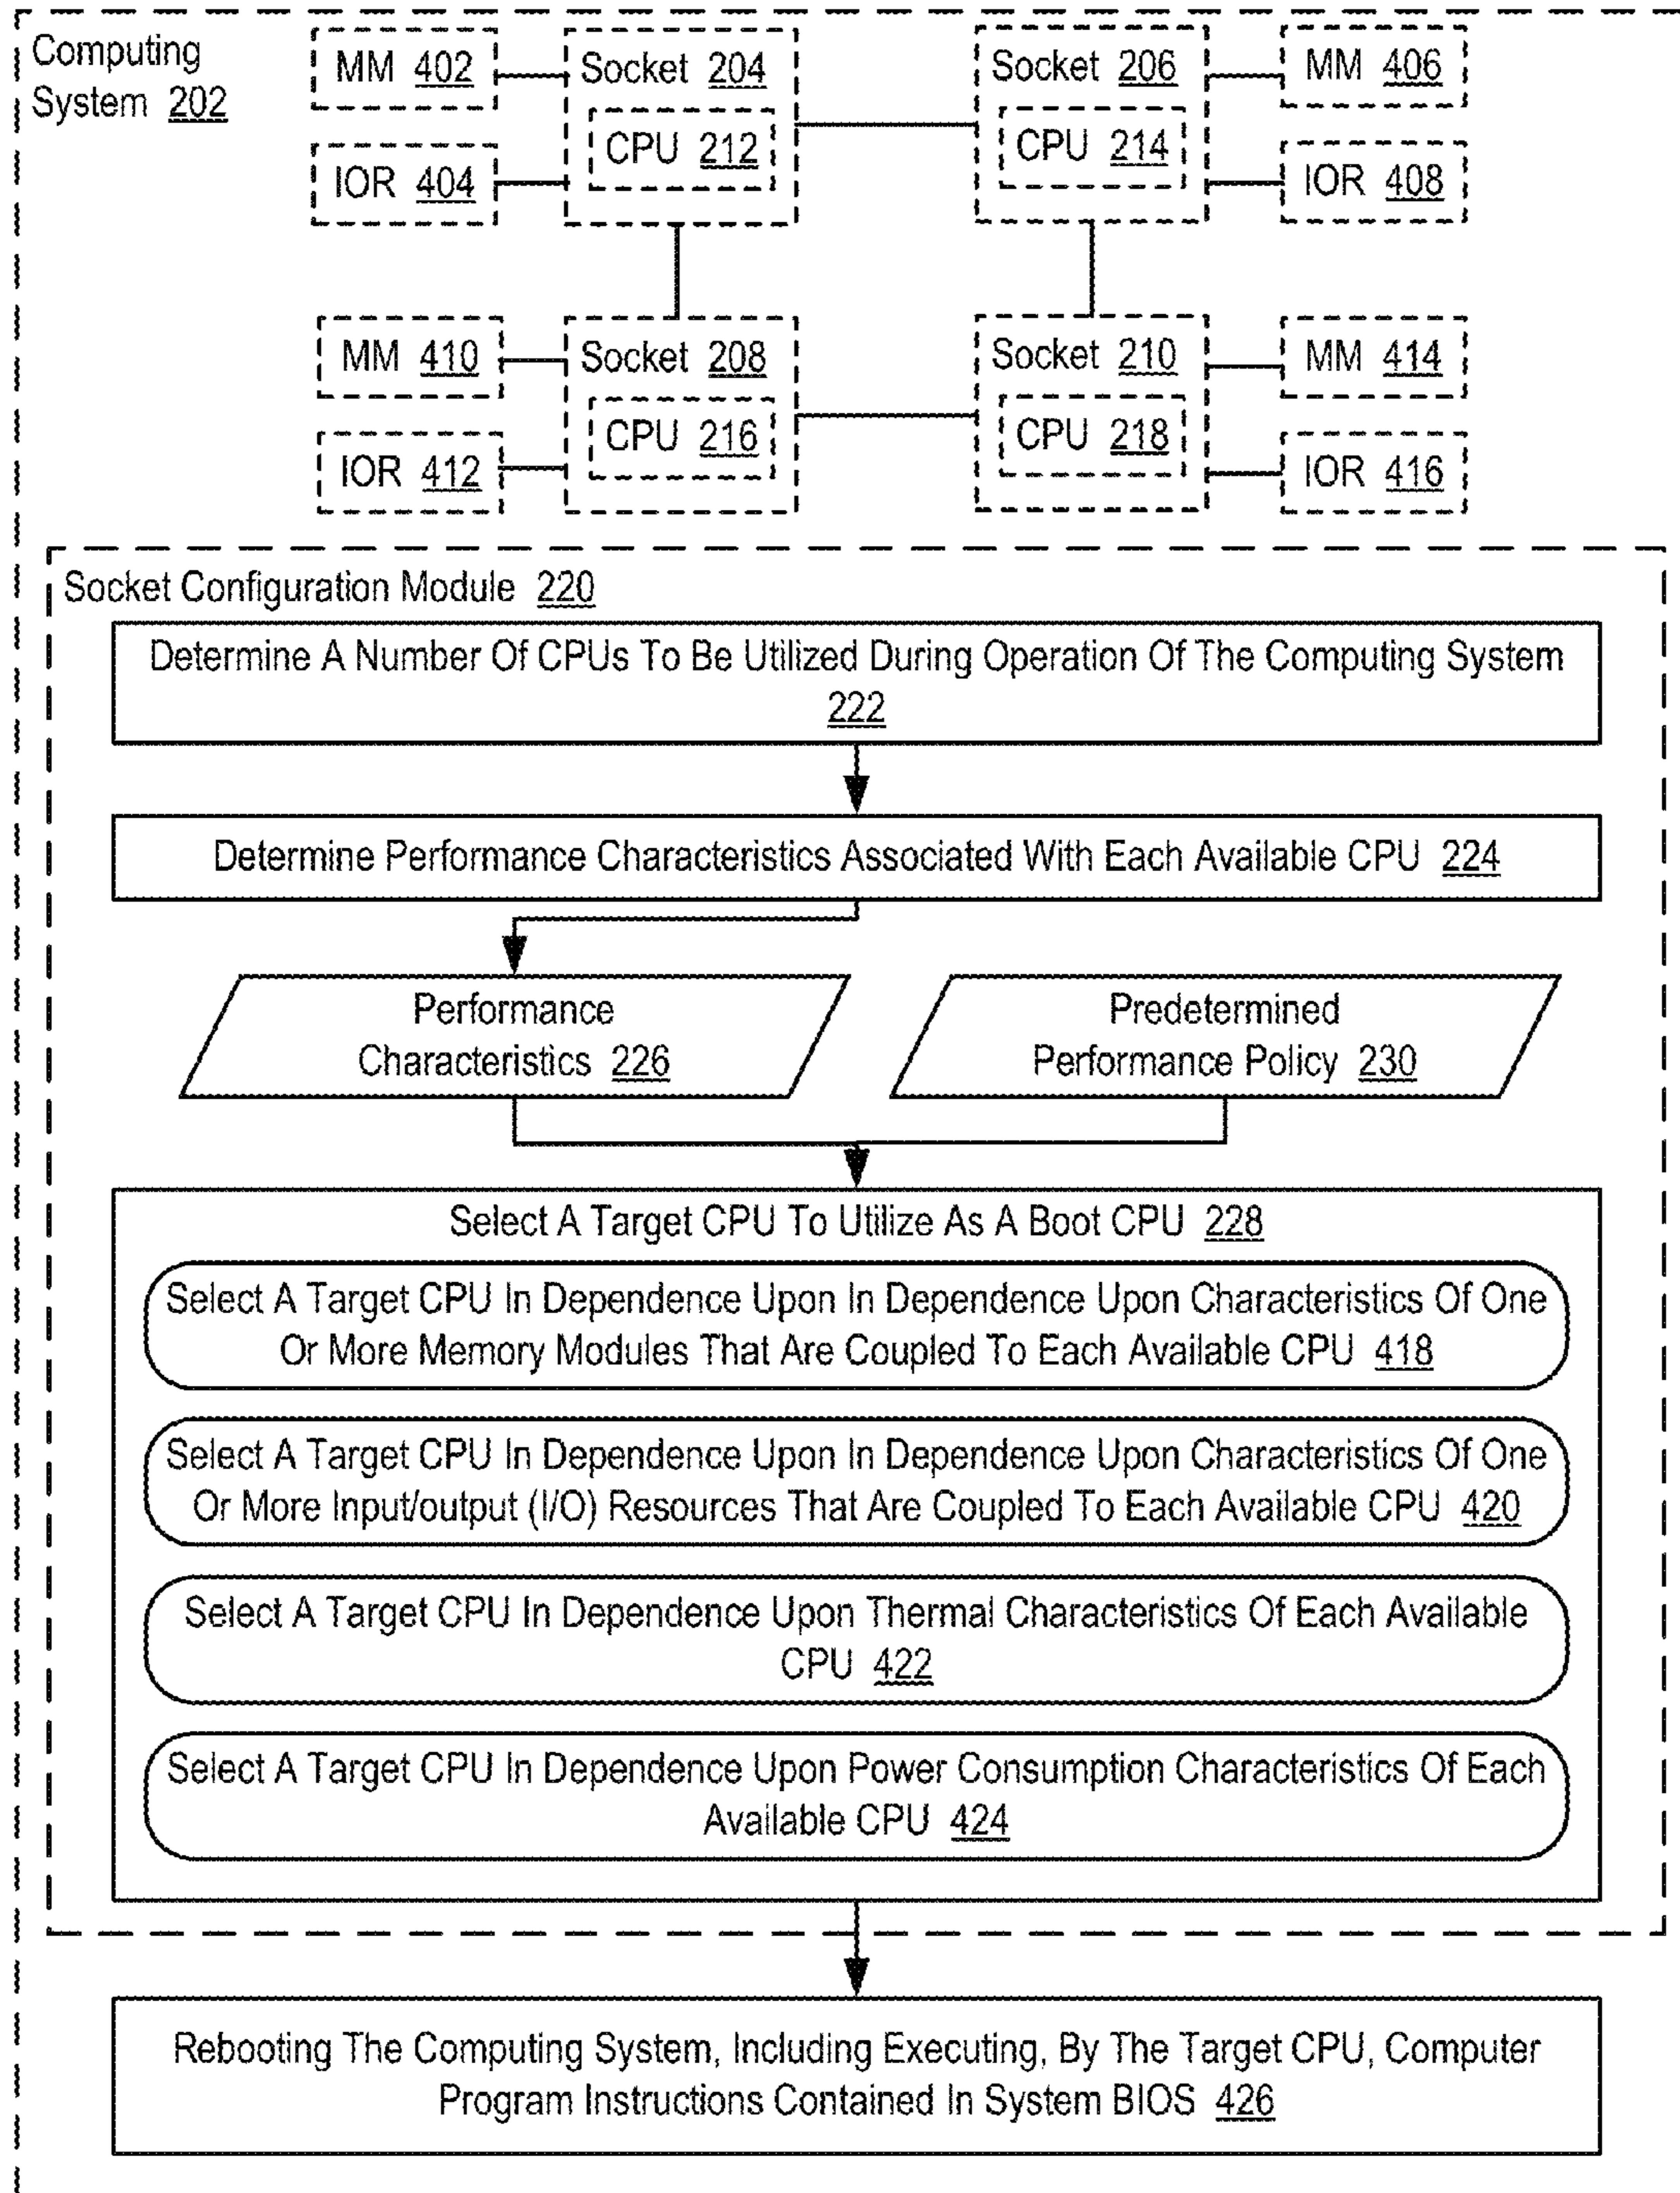 Computing
System 202
MM 402
Socket 204
Socket 206
MM 406
CPU 212
CPU 214
IOR 404
IOR 408
MM 410
Socket 208
Socket 210
MM 414
CPU 216
CPU 218
IOR 412
IOR 416
Socket Configuration Module 220
Determine A Number Of CPUs To Be Utilized During Operation Of The Computing System
222
Determine Performance Characteristics Associated With Each Available CPU 224
Performance
Characteristics 226
Predetermined
Performance Policy 230
Select A Target CPU To Utilize As A Boot CPU 228
Select A Target CPU In Dependence Upon In Dependence Upon Characteristics Of One
Or More Memory Modules That Are Coupled To Each Available CPU 418
Select A Target CPU In Dependence Upon In Dependence Upon Characteristics Of One
Or More Input/output (I/O) Resources That Are Coupled To Each Available CPU 420
Select A Target CPU In Dependence Upon Thermal Characteristics Of Each Available
CPU 422
Select A Target CPU In Dependence Upon Power Consumption Characteristics Of Each
Available CPU 424
Rebooting The Computing System, Including Executing, By The Target CPU, Computer
Program Instructions Contained In System BIOS 426